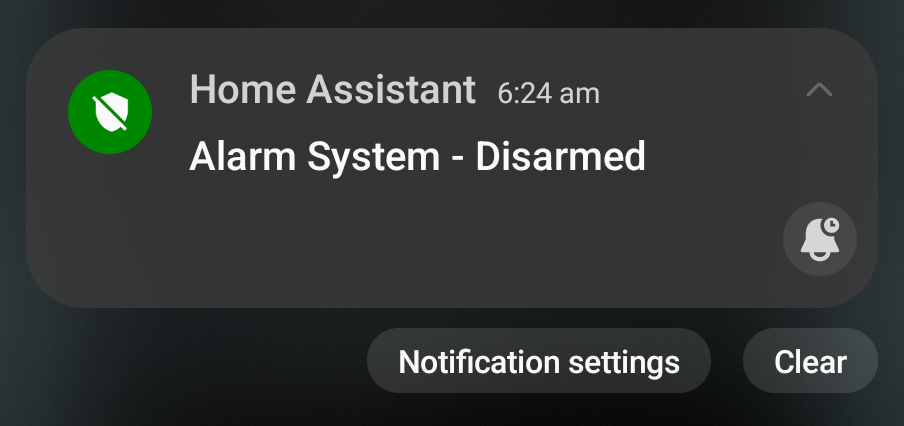 Home Assistant 6:24 am
Alarm System - Disarmed
Notification settings Clear